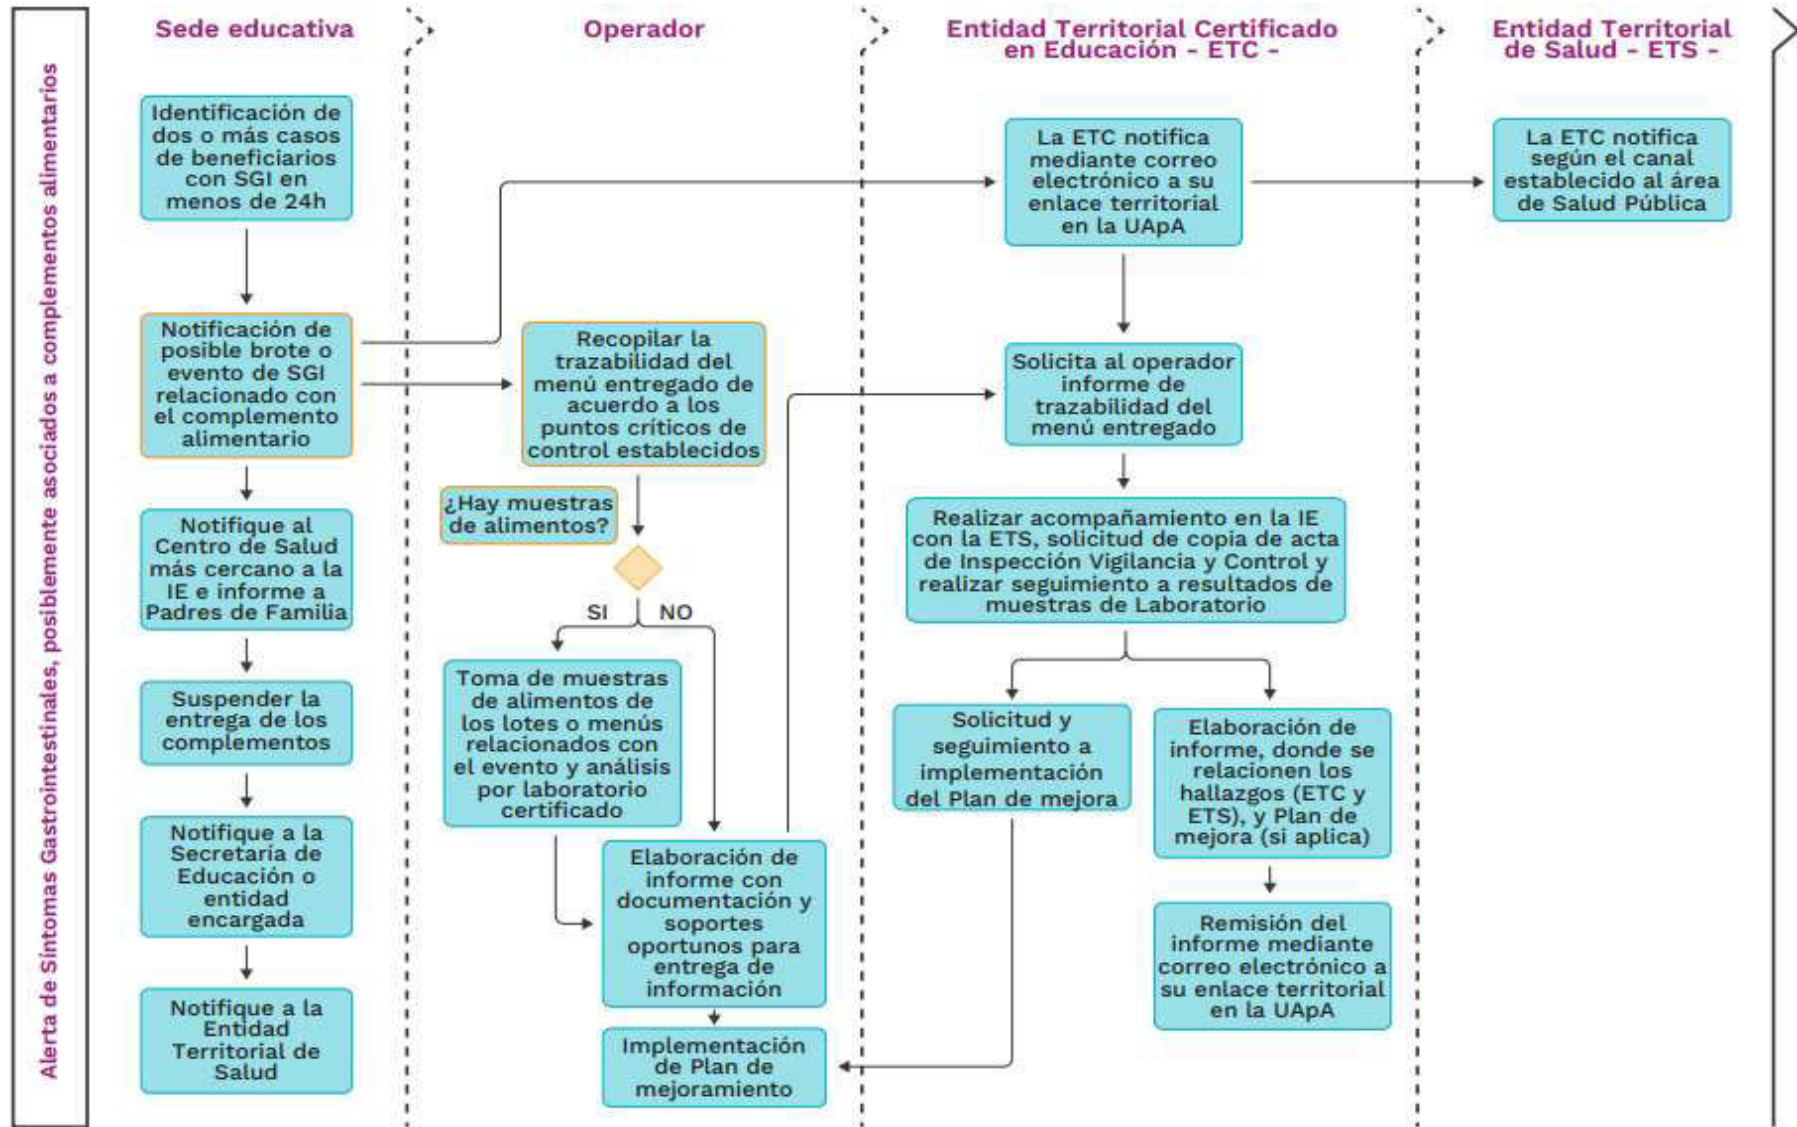 Alerta de Síntomas Gastrointestinales, posiblemente asociados a complementos alimentarios
Sede educativa
Identificación de
dos o más casos
de beneficiarios
con SGI en
menos de 24h
Notificación de
posible brote o
evento de SGI
relacionado con
el complemento
alimentario
Notifique al
Centro de Salud
más cercano a la
IE e informe a
Padres de Familia
Suspender la
entrega de los
complementos
Notifique a la
Secretaría de
Educación o
entidad
encargada
Notifique a la
Entidad
Territorial de
Salud
Operador
Recopilar la
trazabilidad del
menú entregado de
acuerdo a los
puntos críticos de
control establecidos
¿Hay muestras
de alimentos?
SI
NO
Toma de muestras
de alimentos de
los lotes o menús
relacionados con
el evento y análisis
por laboratorio
certificado
Elaboración de
informe con
documentación y
soportes
oportunos para
entrega de
información
Implementación
de Plan de
mejoramiento
Entidad Territorial Certificado
en Educación - ETC -
La ETC notifica
mediante correo
electrónico a su
enlace territorial
en la UApA
Solicita al operador
informe de
trazabilidad del
menú entregado
Realizar acompañamiento en la IE
con la ETS, solicitud de copia de acta
de Inspección Vigilancia y Control y
realizar seguimiento a resultados de
muestras de Laboratorio
Solicitud y
seguimiento a
implementación
del Plan de mejora
Elaboración de
informe, donde se
relacionen los
hallazgos (ETC y
ETS), y Plan de
mejora (si aplica)
Remisión del
informe mediante
correo electrónico a
su enlace territorial
en la UApA
Entidad Territorial
de Salud - ETS -
La ETC notifica
según el canal
establecido al área
de Salud Pública